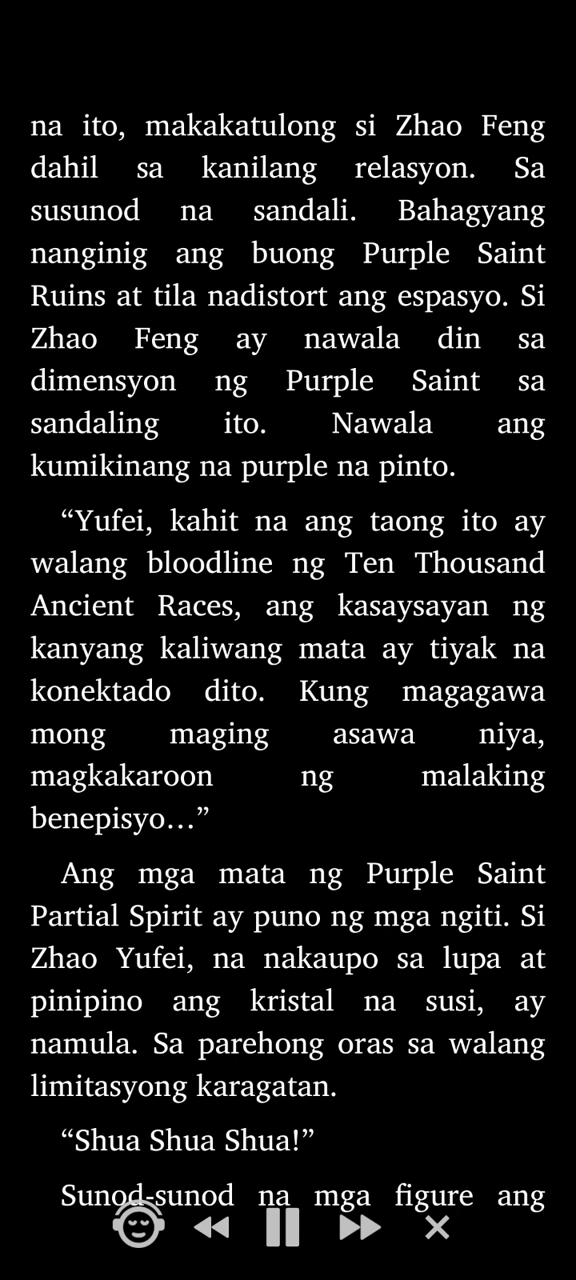 na ito, makakatulong si Zhao Feng
dahil sa kanilang relasyon. Sa
susunod na sandali. Bahagyang
nanginig ang buong Purple Saint
Ruins at tila nadistort ang espasyo. Si
Zhao Feng ay nawala din sa
dimensyon ng Purple Saint sa
sandaling ito. Nawala ang
kumikinang na purple na pinto.
“Yufei, kahit na ang taong ito ay
walang bloodline ng Ten Thousand
Ancient Races, ang kasaysayan ng
kanyang kaliwang mata ay tiyak na
konektado dito. Kung magagawa
mong maging asawa niya,
magkakaroon ng malaking
benepisyo…”
Ang mga mata ng Purple Saint
Partial Spirit ay puno ng mga ngiti. Si
Zhao Yufei, na nakaupo sa lupa at
pinipino ang kristal na susi, ay
namula. Sa parehong oras sa walang
limitasyong karagatan.
“Shua Shua Shua!”
Sunod-sunod na mga figure ang